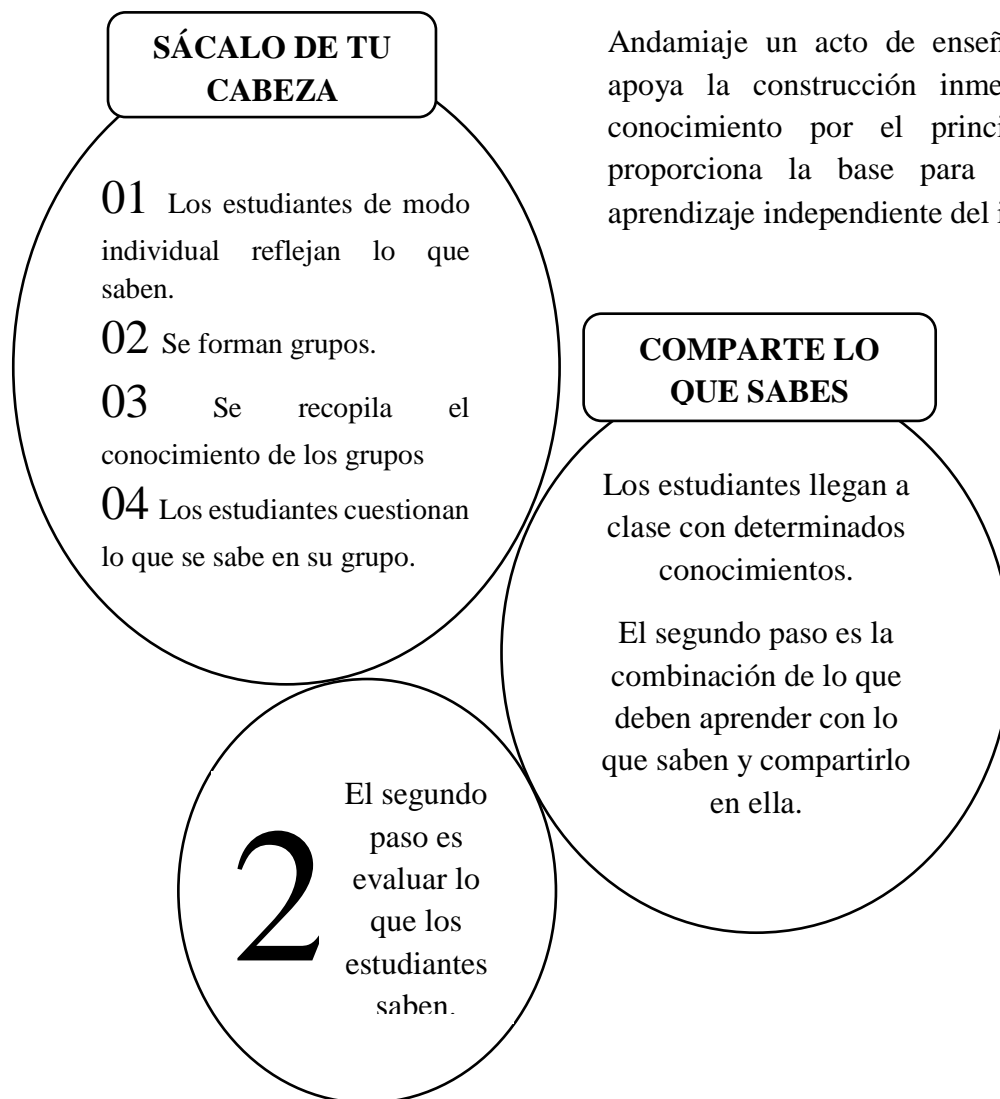 SÁCALO DE TU
CABEZA
01 Los estudiantes de modo
individual reflejan lo que
saben.
02 Se forman grupos.
03 Se recopila el
conocimiento de los grupos
04 Los estudiantes cuestionan
lo que se sabe en su grupo.
Andamiaje un acto de
apoya la construcción
conocimiento por el
proporciona la base para
aprendizaje independiente del
COMPARTE LO
QUE SABES
Los estudiantes llegan a
clase con determinados
conocimientos.
El segundo paso es la
combinación de lo que
deben aprender con lo
que saben y compartirlo
en ella.
2
El segundo
paso es
evaluar lo
que los
estudiantes
saben.